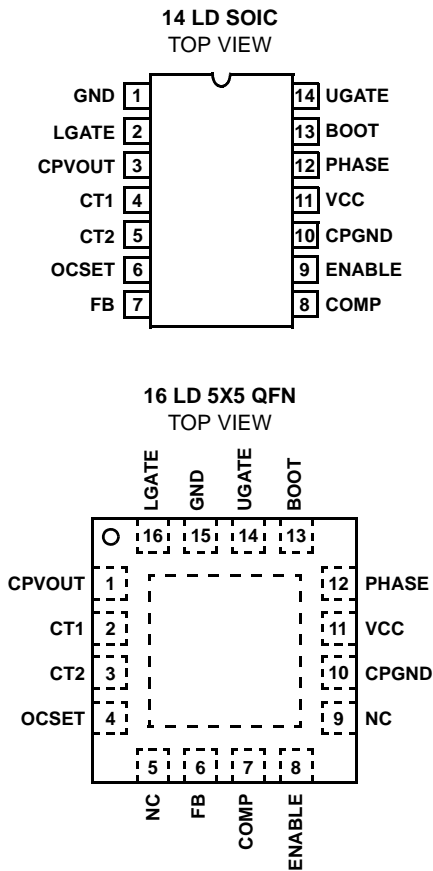 14 LD SOIC
TOP VIEW
GND 1 14 UGATE
LGATE 2 13 BOOT
CPVOUT 3 12 PHASE
CT1 4 11 VCC
CT2 5 10 CPGND
OCSET 6 9 ENABLE
FB 7 8 COMP
16 LD 5X5 QFN
TOP VIEW
LGATE GND UGATE BOOT
16 15 14 13
CPVOUT 1 12 PHASE
CT1 2 11 VCC
CT2 3 10 CPGND
OCSET 4 9 NC
5 6 7 8
NC FB COMP ENABLE